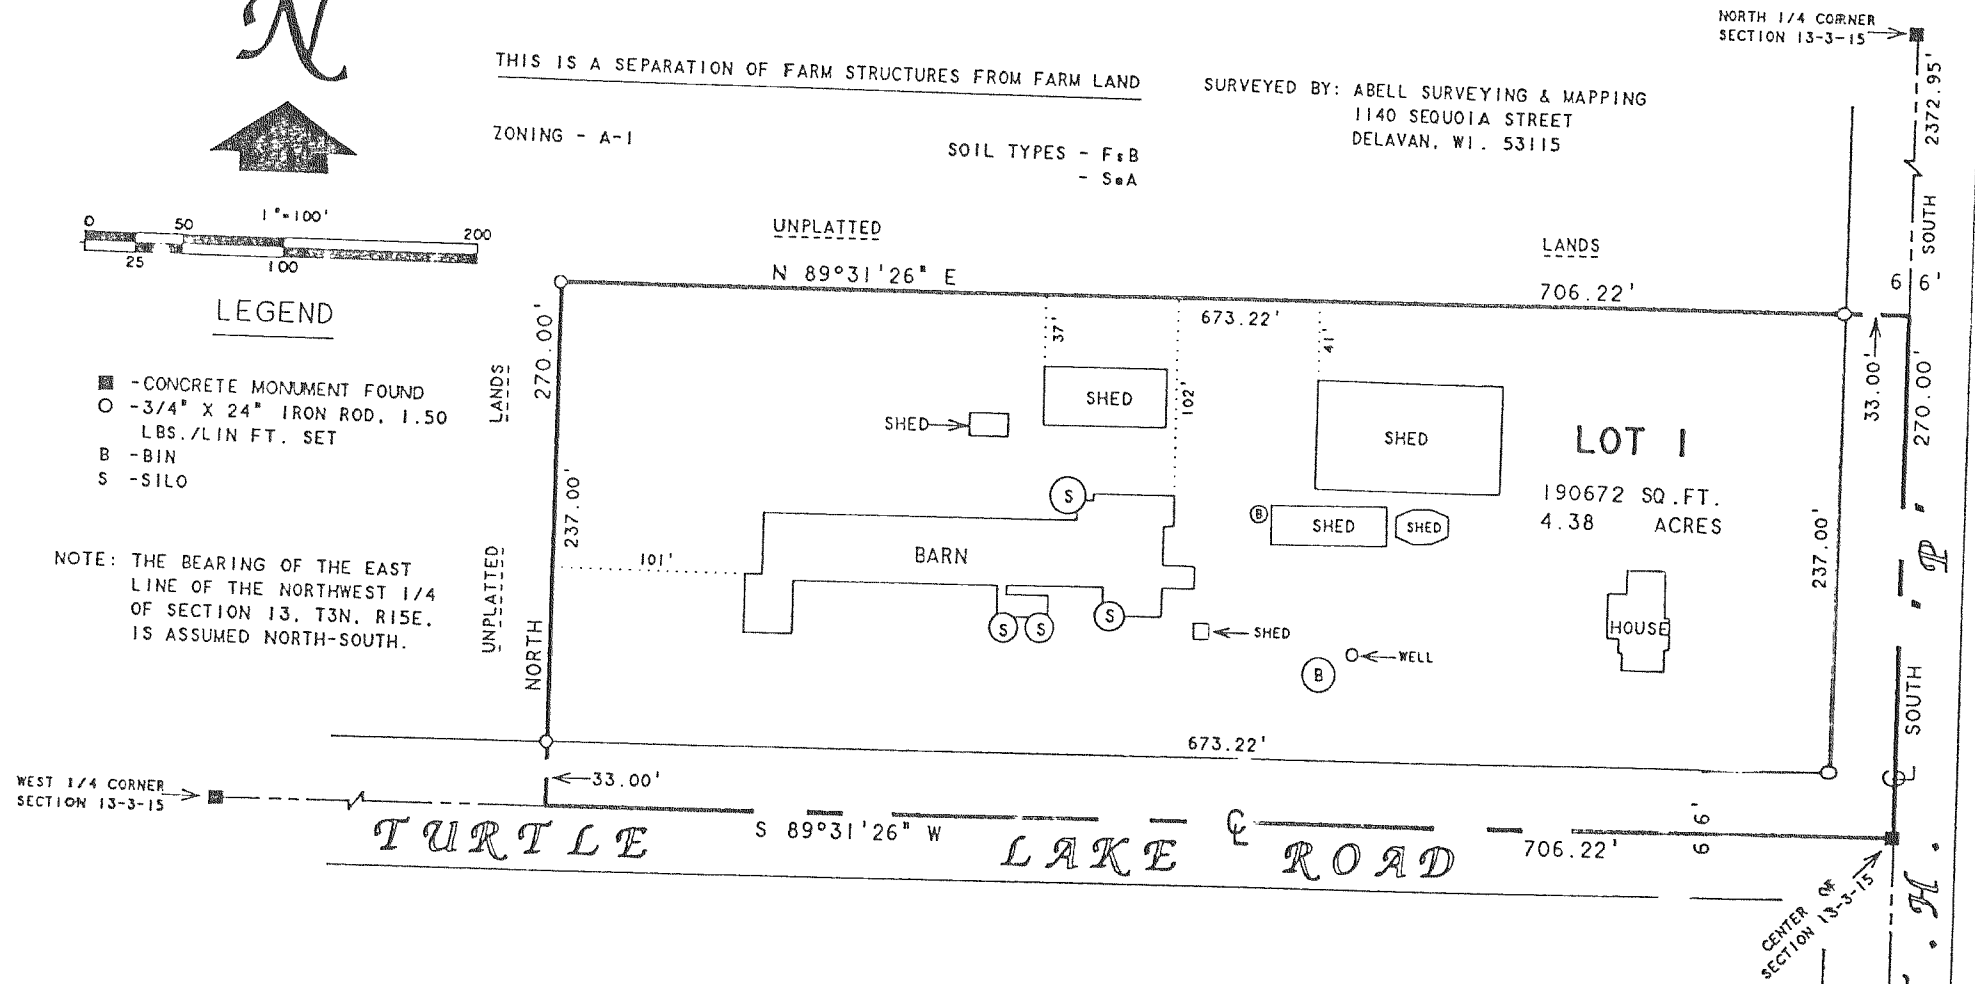 N
THIS IS A SEPARATION OF FARM STRUCTURES FROM FARM LAND
ZONING - A-1
SOIL TYPES - FsB
- SeA
SURVEYED BY: ABELL SURVEYING & MAPPING
1140 SEQUOIA STREET
DELAVAN, WI. 53115
NORTH 1/4 CORNER
SECTION 13-3-15
2372.95'
SOUTH
66'
1"=100'
0 50 200
25 100
LEGEND
■ -CONCRETE MONUMENT FOUND
O -3/4" X 24" IRON ROD, 1.50
LBS./LIN FT. SET
B -BIN
S -SILO
NOTE: THE BEARING OF THE EAST
LINE OF THE NORTHWEST 1/4
OF SECTION 13, T3N, R15E,
IS ASSUMED NORTH-SOUTH.
UNPLATTED
LANDS
N 89°31'26" E
706.22'
673.22'
LANDS
UNPLATTED
270.00'
237.00'
NORTH
37'
102'
41'
SHED
SHED
SHED
LOT 1
190672 SQ.FT.
4.38 ACRES
S
B
SHED
SHED
101'
BARN
S
S
S
SHED
WELL
B
HOUSE
237.00'
33.00'
270.00'
SOUTH
673.22'
33.00'
WEST 1/4 CORNER
SECTION 13-3-15
TURTLE LAKE ROAD
S 89°31'26" W
CL
706.22'
66'
CL
CENTER OF
SECTION 13-3-15
. H. "P"